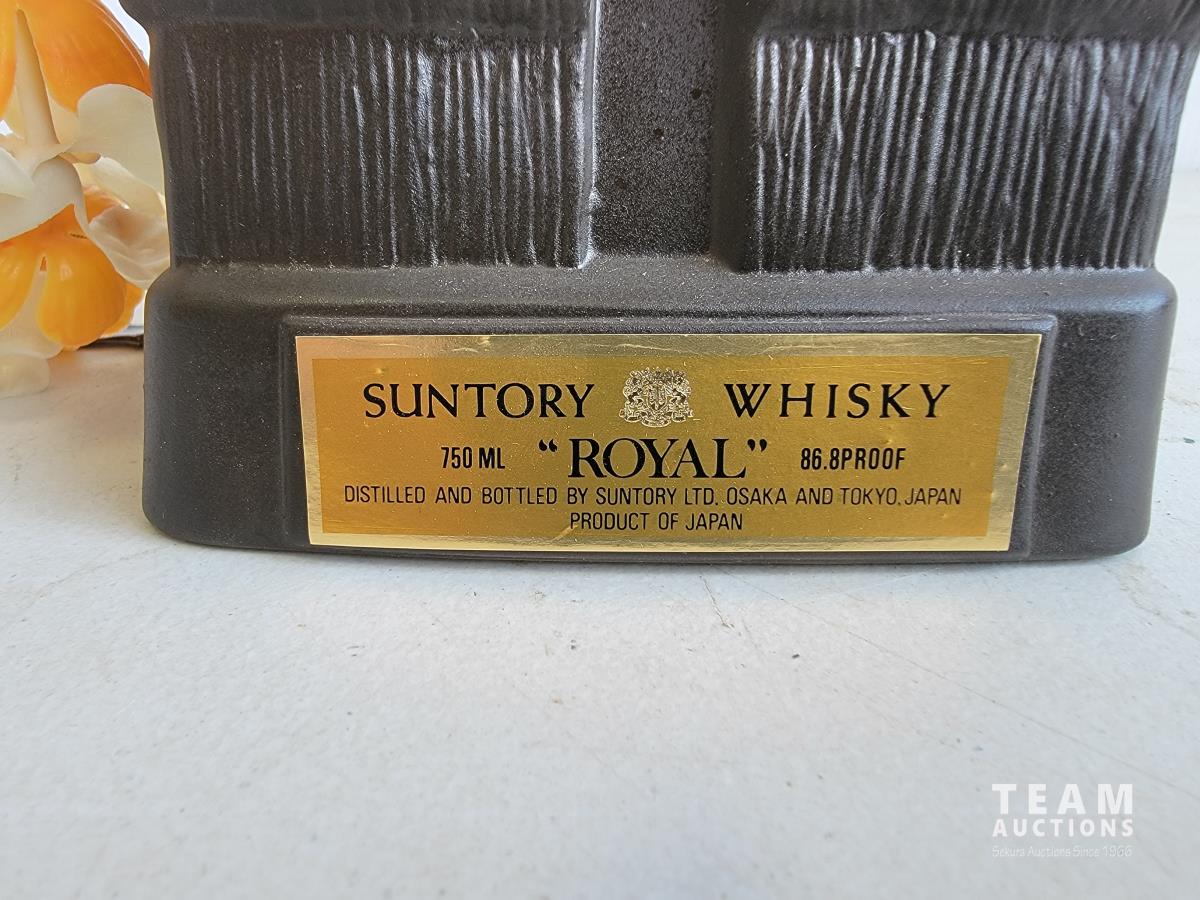 SUNTORY WHISKY
750 ML "ROYAL" 86.8PROOF
DISTILLED AND BOTTLED BY SUNTORY LTD. OSAKA AND TOKYO, JAPAN
PRODUCT OF JAPAN
TEAM
AUCTIONS
Sekura Auctions Since 1966